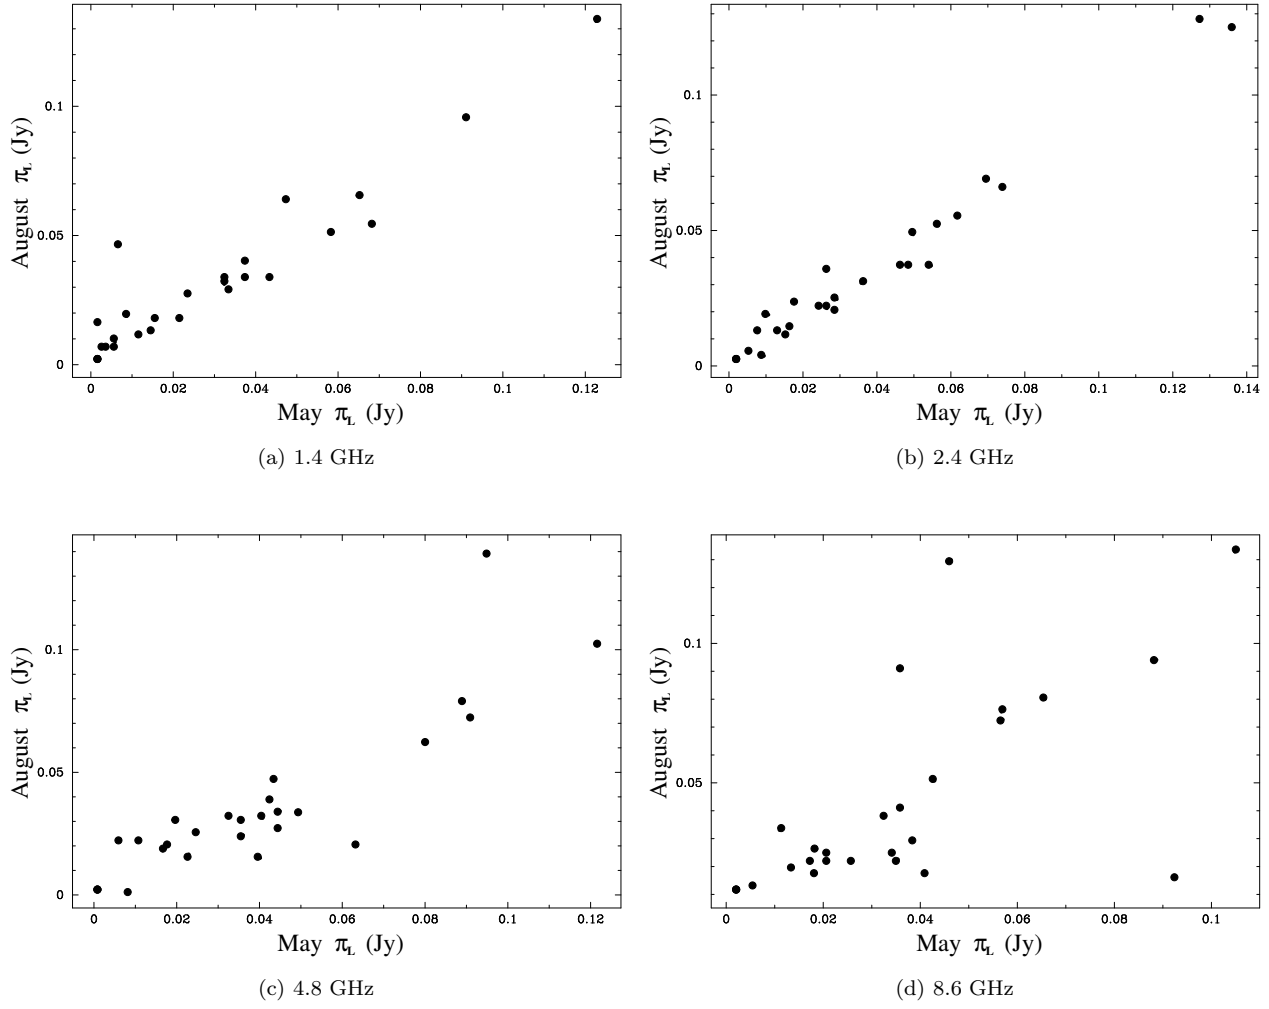 0.1
0.05
0
0 0.02 0.04 0.06 0.08 0.1 0.12
August π_L (Jy)
May π_L (Jy)
(a) 1.4 GHz
0.1
0.05
0
0 0.02 0.04 0.06 0.08 0.1 0.12 0.14
August π_L (Jy)
May π_L (Jy)
(b) 2.4 GHz
0.1
0.05
0
0 0.02 0.04 0.06 0.08 0.1 0.12
August π_L (Jy)
May π_L (Jy)
(c) 4.8 GHz
0.1
0.05
0 0.02 0.04 0.06 0.08 0.1
August π_L (Jy)
May π_L (Jy)
(d) 8.6 GHz